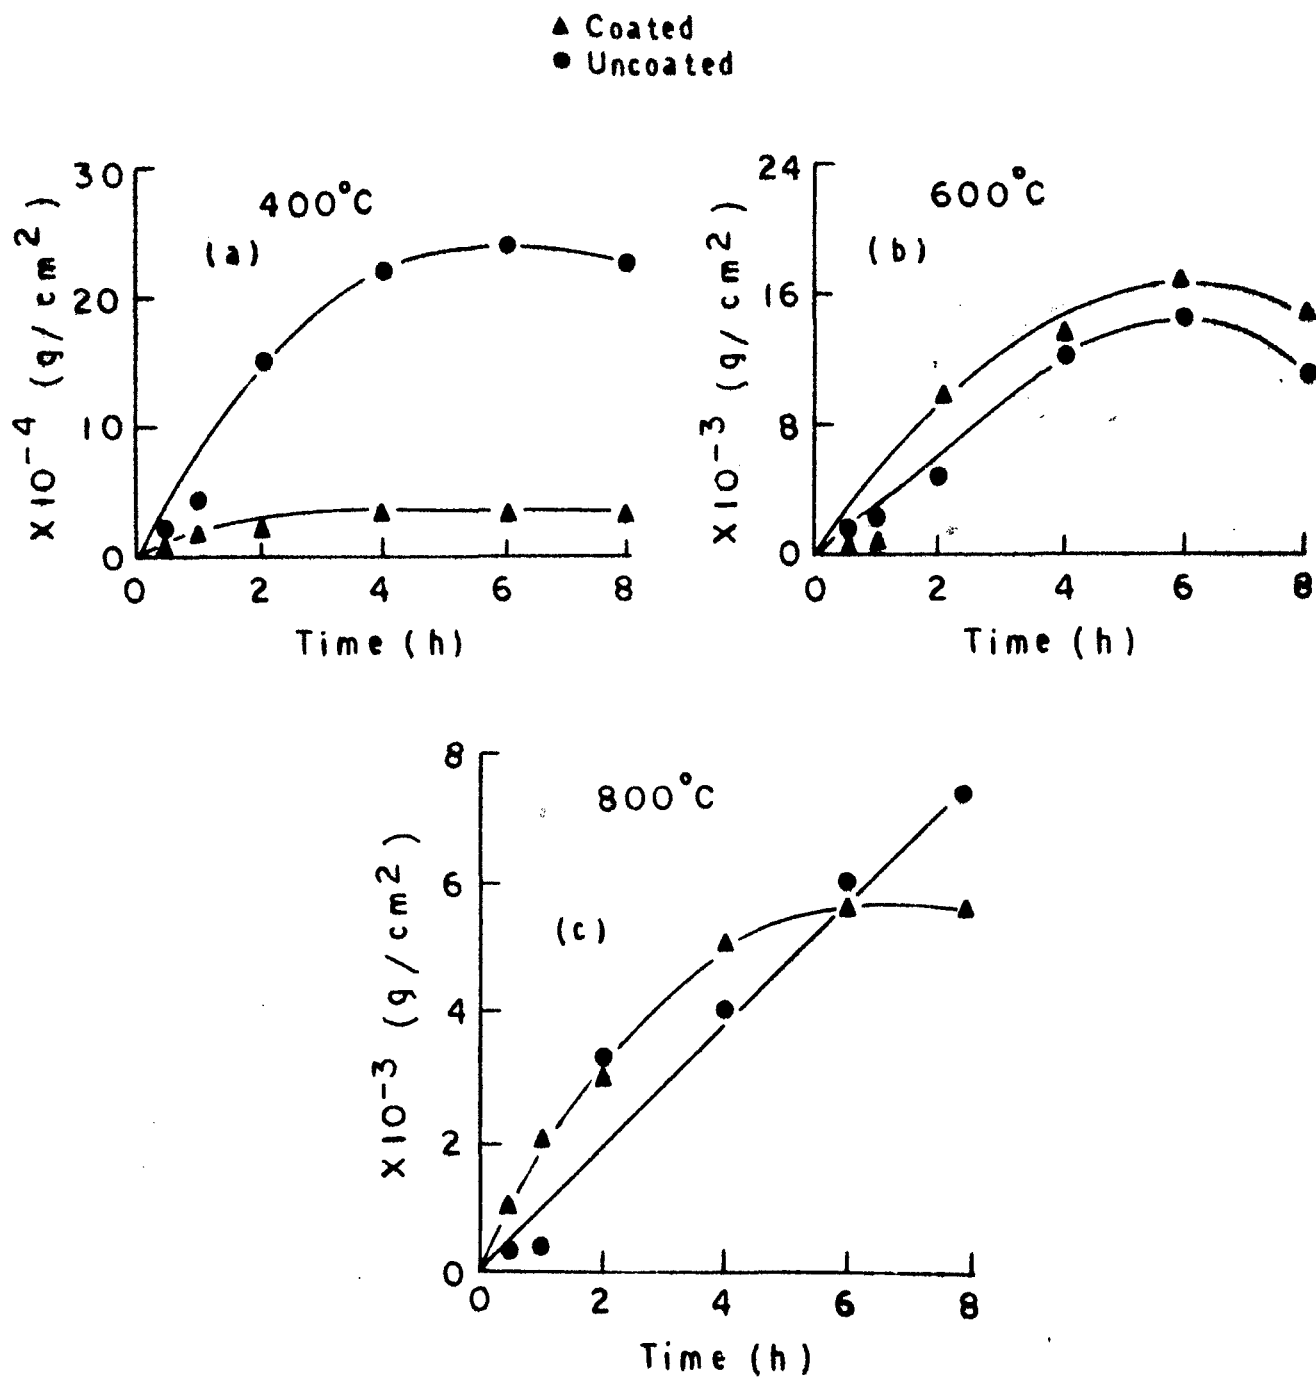 ▲ Coated
● Uncoated
400°C
(a)
30
20
10
0
X10⁻⁴ (g/cm²)
0 2 4 6 8
Time (h)
600°C
(b)
24
16
8
0
X10⁻³ (g/cm²)
0 2 4 6 8
Time (h)
800°C
(c)
8
6
4
2
0
X10⁻³ (g/cm²)
0 2 4 6 8
Time (h)